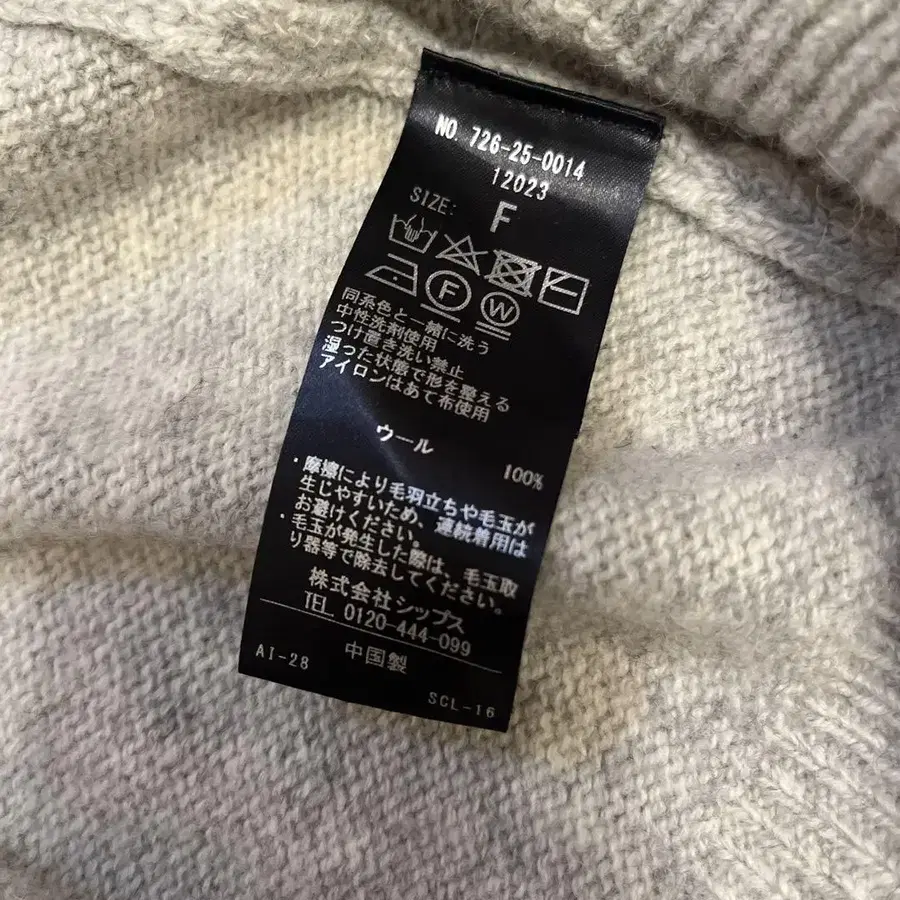 NO 726-25-0014
12023
SIZE: F
F W
同系色と一緒に洗う
中性洗剤使用
つけ置き洗い禁止
湿った状態で形を整える
アイロンはあて布使用
ウール 100%
・摩擦により毛羽立ちや毛玉が
生じやすいため、連続着用は
お避けください。
・毛玉が発生した際は、毛玉取
り器等で除去してください。
株式会社シップス
TEL. 0120-444-099
AI-28 中国製 SCL-16